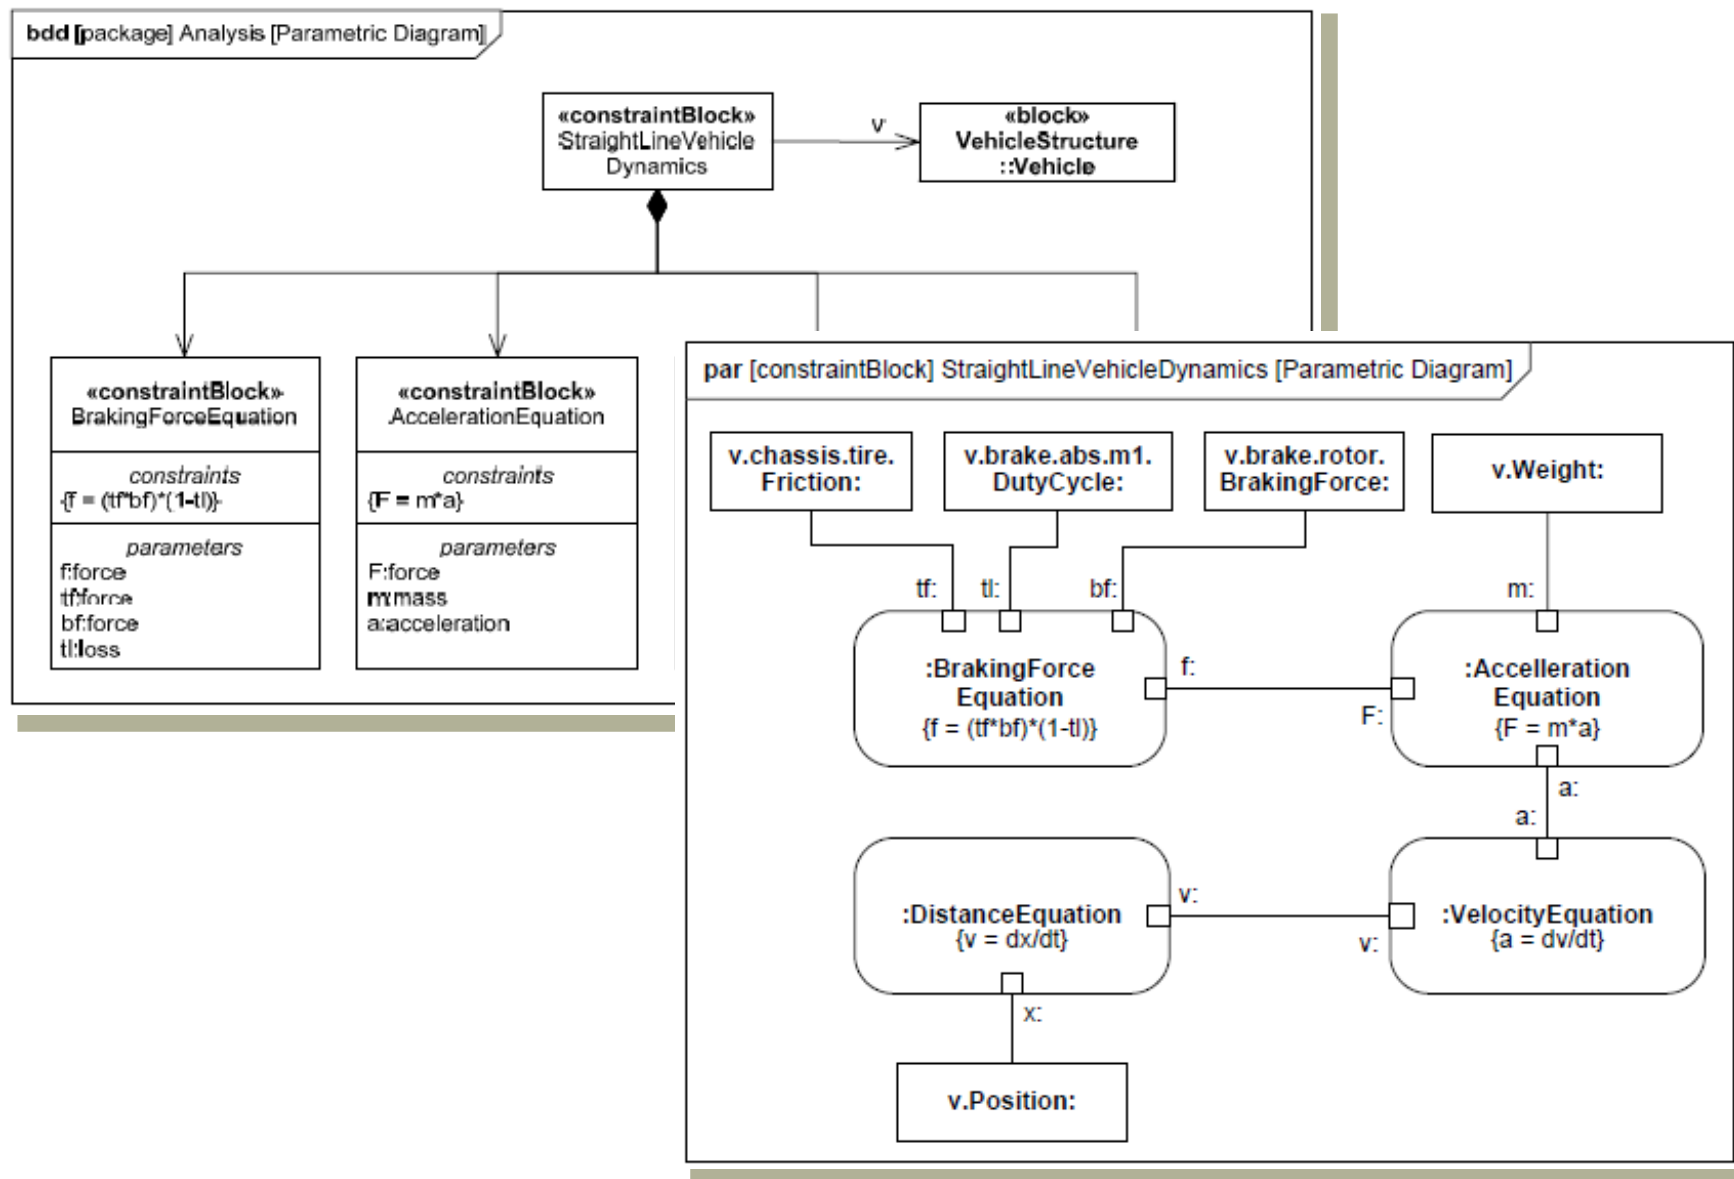 bdd [package] Analysis [Parametric Diagram]
«constraintBlock»
StraightLineVehicle
Dynamics
v
«block»
VehicleStructure
::Vehicle
«constraintBlock»
BrakingForceEquation
constraints
{f = (tf*bf)*(1-tl)}
parameters
f:force
tf:force
bf:force
tl:loss
«constraintBlock»
AccelerationEquation
constraints
{F = m*a}
parameters
F:force
m:mass
a:acceleration
par [constraintBlock] StraightLineVehicleDynamics [Parametric Diagram]
v.chassis.tire.
Friction:
v.brake.abs.m1.
DutyCycle:
v.brake.rotor.
BrakingForce:
v.Weight:
tf:
tl:
bf:
m:
:BrakingForce
Equation
{f = (tf*bf)*(1-tl)}
f:
F:
:Accelleration
Equation
{F = m*a}
a:
a:
:DistanceEquation
{v = dx/dt}
v:
v:
:VelocityEquation
{a = dv/dt}
x:
v.Position: